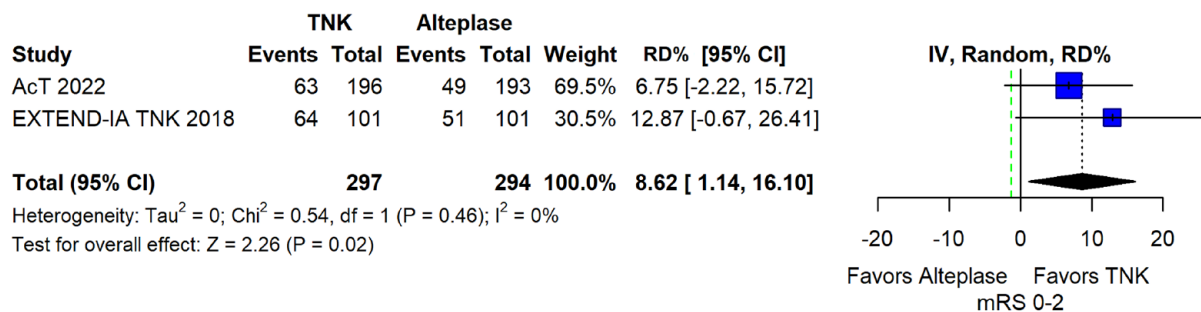 TNK Alteplase
Study Events Total Events Total Weight RD% [95% CI] IV, Random, RD%
AcT 2022 63 196 49 193 69.5% 6.75 [-2.22, 15.72]
EXTEND-IA TNK 2018 64 101 51 101 30.5% 12.87 [-0.67, 26.41]
Total (95% CI) 297 294 100.0% 8.62 [ 1.14, 16.10]
Heterogeneity: Tau² = 0; Chi² = 0.54, df = 1 (P = 0.46); I² = 0%
Test for overall effect: Z = 2.26 (P = 0.02)
-20 -10 0 10 20
Favors Alteplase Favors TNK
mRS 0-2